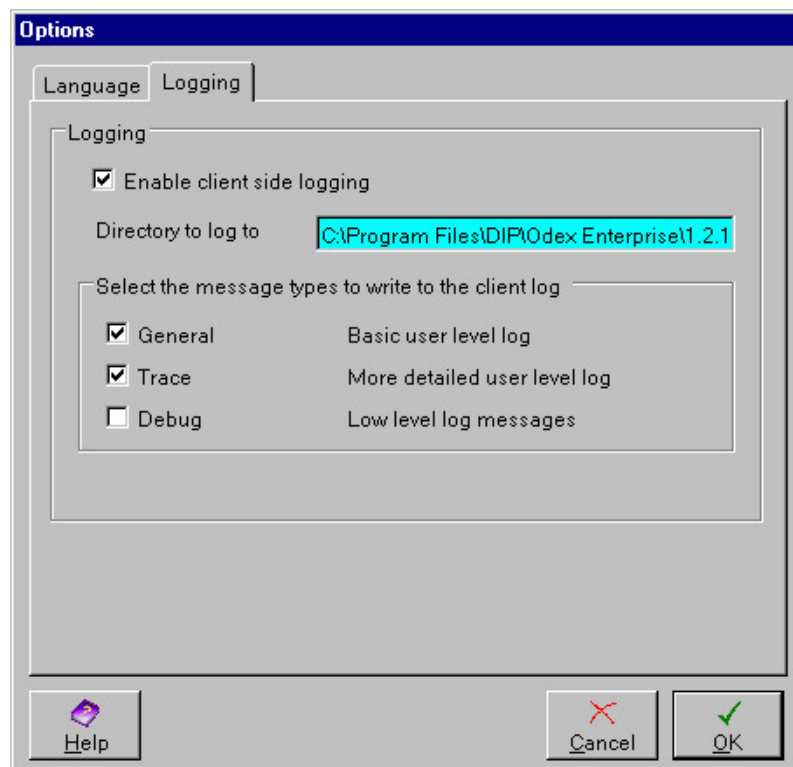 Options
Language Logging
Logging
Enable client side logging
Directory to log to C:\Program Files\DIP\Odex Enterprise\1.2.1
Select the message types to write to the client log
General Basic user level log
Trace More detailed user level log
Debug Low level log messages
Help Cancel OK